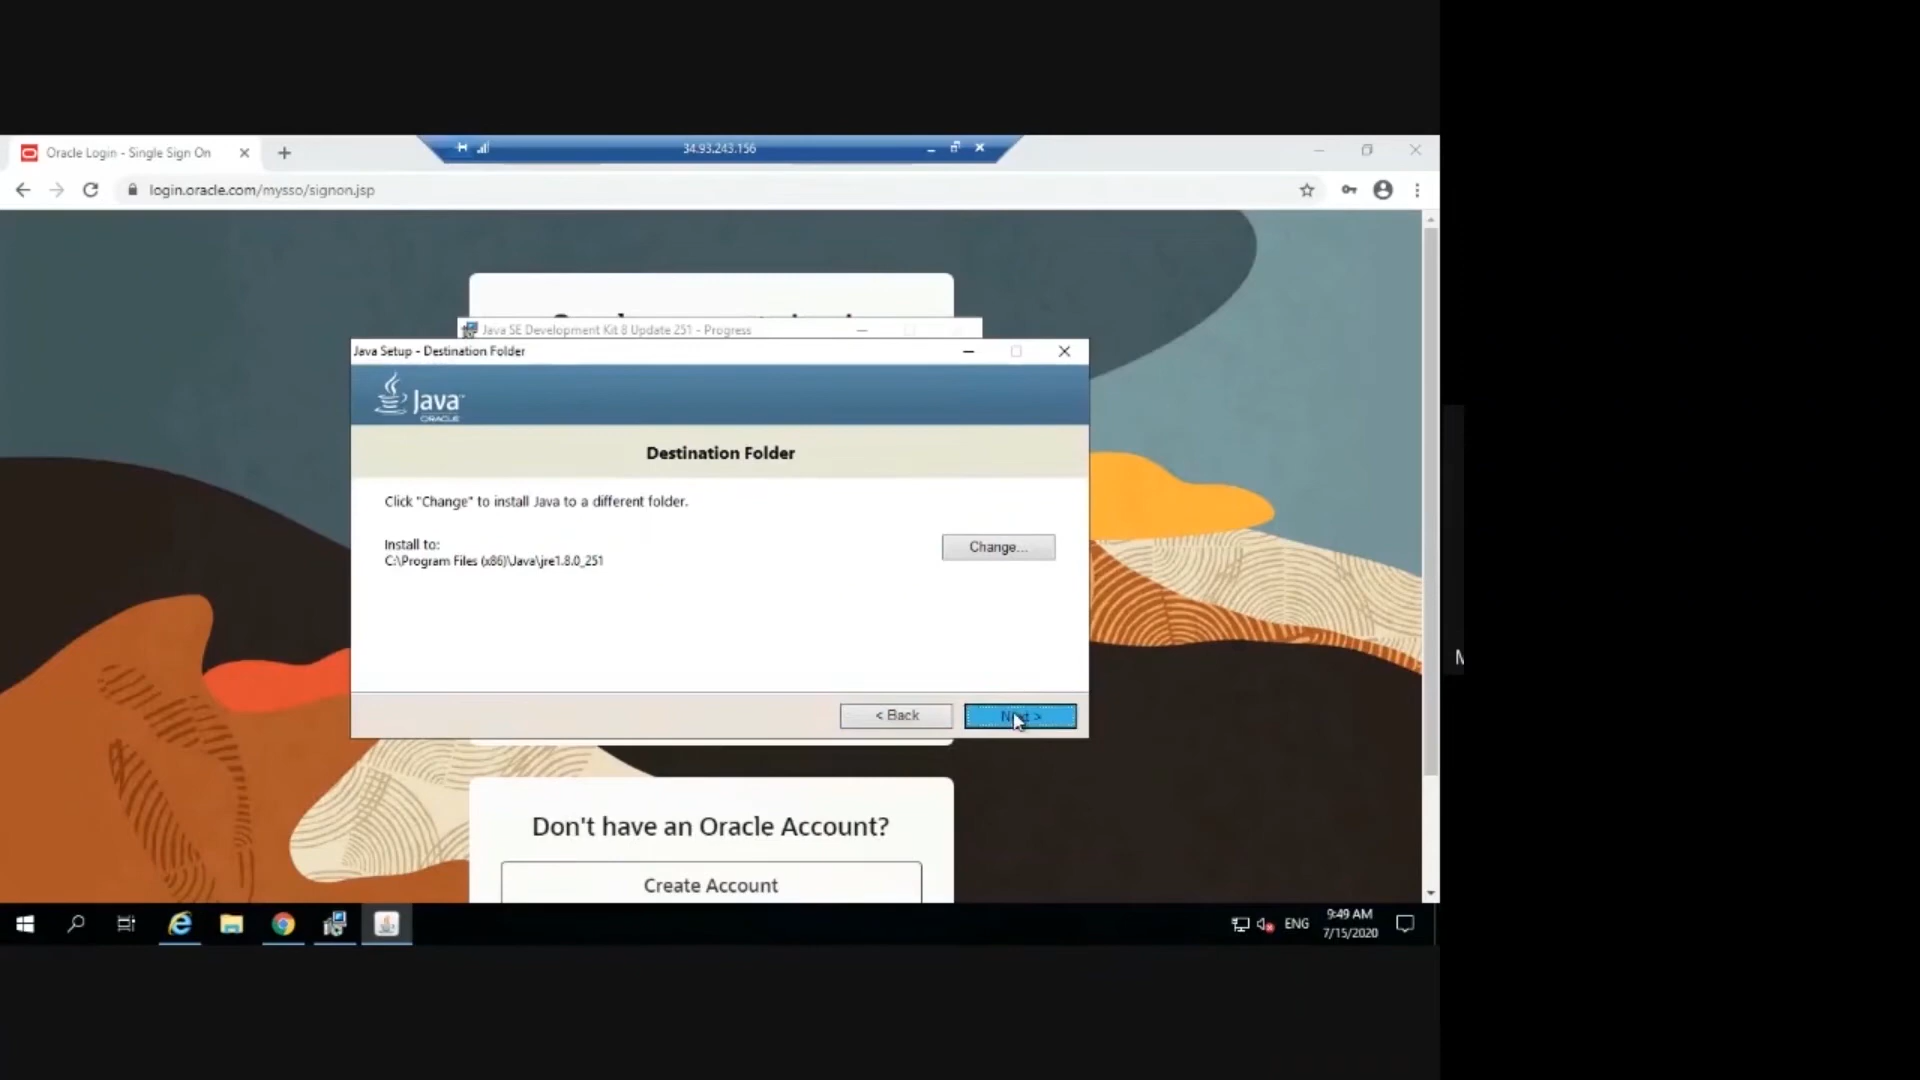 Oracle Login - Single Sign On
34.93.243.156
login.oracle.com/mysso/signon.jsp
Java SE Development Kit 8 Update 251 - Progress
Java Setup - Destination Folder
Java
ORACLE
Destination Folder
Click "Change" to install Java to a different folder.
Install to:
C:\Program Files (x86)\Java\jre1.8.0_251
Change...
< Back
Next >
Don't have an Oracle Account?
Create Account
ENG
9:49 AM
7/15/2020